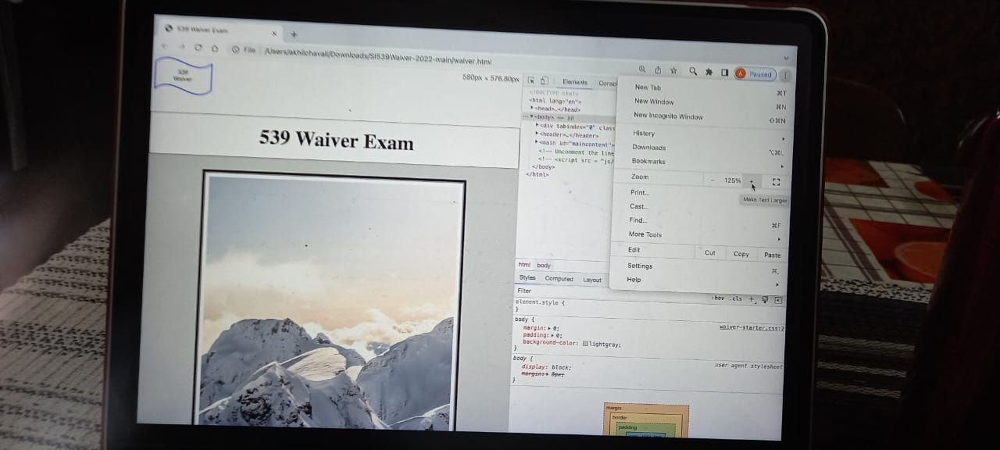 539 Waiver Exam
File /Users/akhilchavali/Downloads/SI539Waiver-2022-main/waiver.html
Paused
539
Waiver
580px × 576.80px
539 Waiver Exam
Elements
<!DOCTYPE html>
<html lang="en">
<head>…</head>
<body> == $0
<div tabindex="0" class
<header>…</header>
<main id="maincontent">
<!-- Uncomment the line
<!-- <script src = "js/
</body>
</html>
New Tab ⌘T
New Window ⌘N
New Incognito Window ⇧⌘N
History
Downloads ⌥⌘L
Bookmarks
Zoom − 125% +
Make Text Larger
Print...
Cast...
Find... ⌘F
More Tools
Edit Cut Copy Paste
Settings ⌘,
Help
html body
Styles Computed Layout
Filter :hov .cls +
element.style {
}
body { waiver-starter.css:2
margin: 0;
padding: 0;
background-color: lightgray;
}
body { user agent stylesheet
display: block;
margin: 8px;
}
margin
border
padding